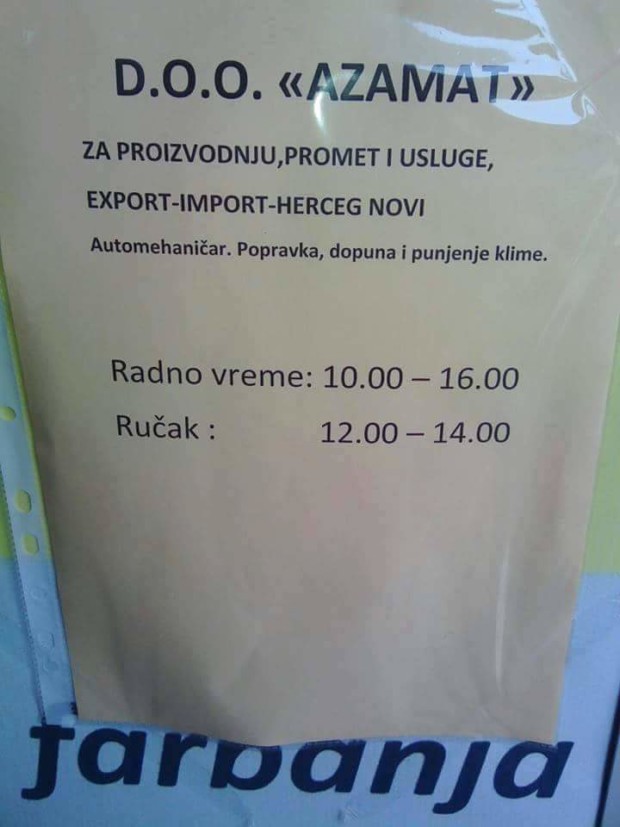 D.O.O. «AZAMAT»
ZA PROIZVODNJU,PROMET I USLUGE,
EXPORT-IMPORT-HERCEG NOVI
Automehaničar. Popravka, dopuna i punjenje klime.
Radno vreme: 10.00 – 16.00
Ručak : 12.00 – 14.00
farbanja